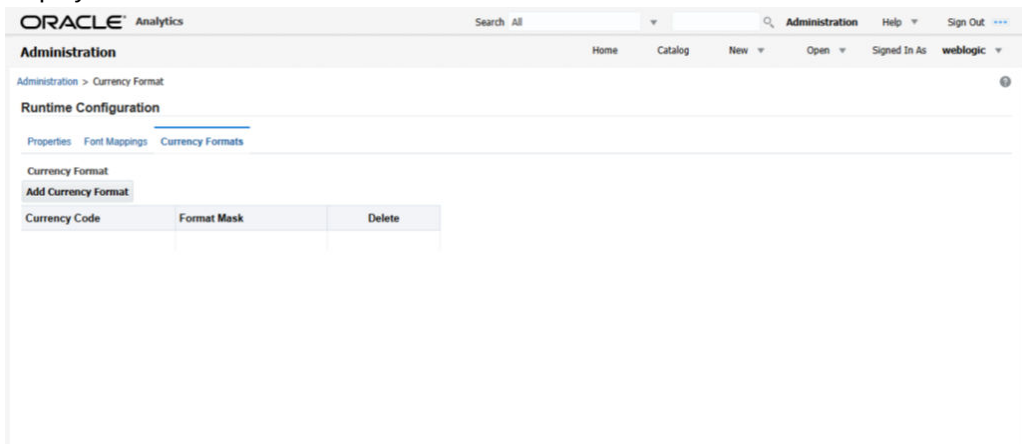 ORACLE Analytics Search All Administration Help Sign Out
Administration Home Catalog New Open Signed In As weblogic
Administration > Currency Format
Runtime Configuration
Properties Font Mappings Currency Formats
Currency Format
Add Currency Format
Currency Code Format Mask Delete